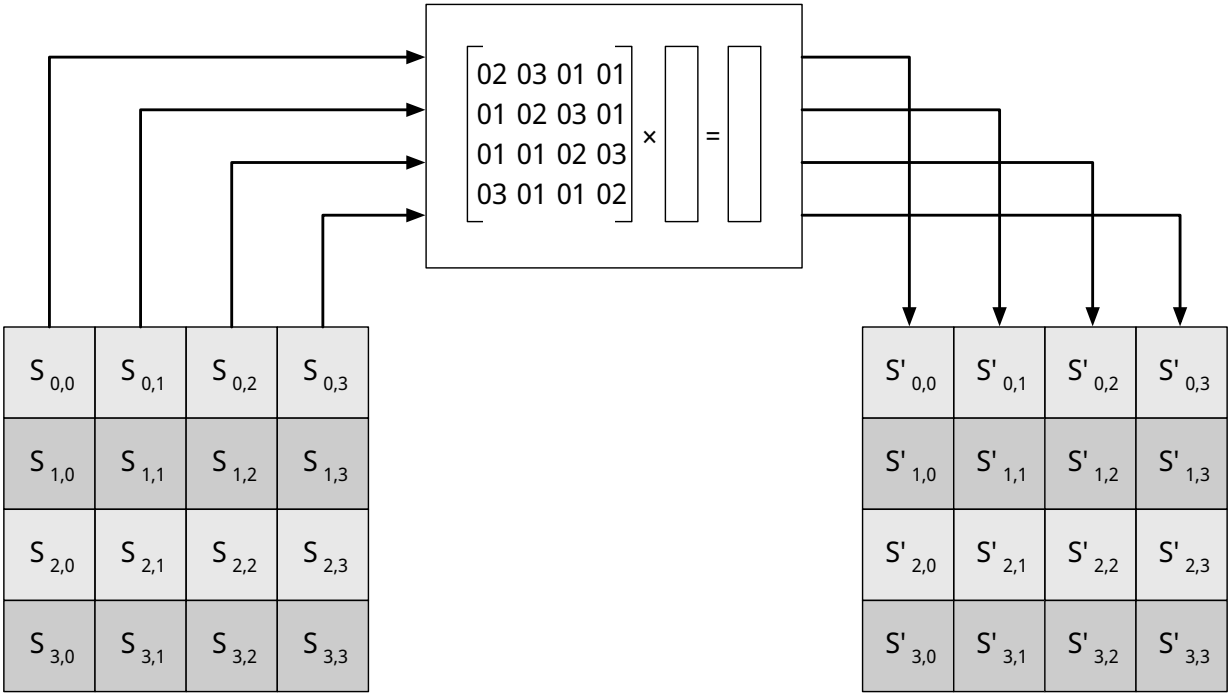 02 03 01 01
01 02 03 01
01 01 02 03
03 01 01 02
× =
S 0,0 S 0,1 S 0,2 S 0,3
S 1,0 S 1,1 S 1,2 S 1,3
S 2,0 S 2,1 S 2,2 S 2,3
S 3,0 S 3,1 S 3,2 S 3,3
S' 0,0 S' 0,1 S' 0,2 S' 0,3
S' 1,0 S' 1,1 S' 1,2 S' 1,3
S' 2,0 S' 2,1 S' 2,2 S' 2,3
S' 3,0 S' 3,1 S' 3,2 S' 3,3